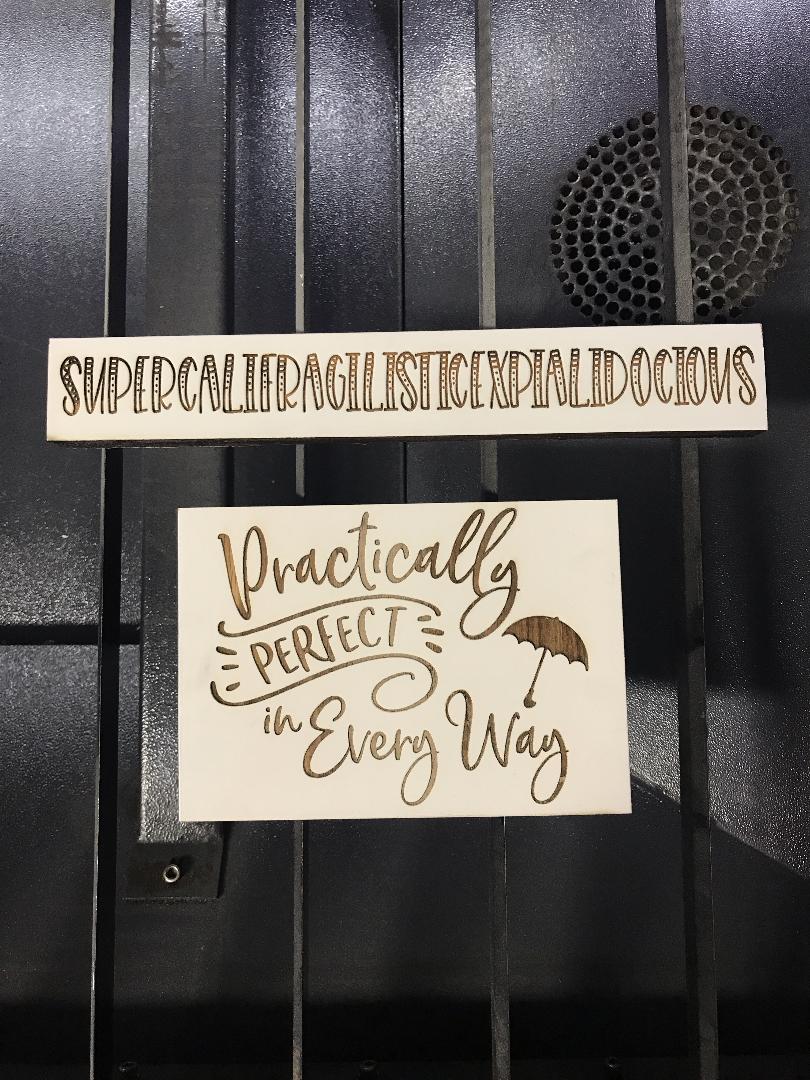 SUPERCALIFRAGILISTICEXPIALIDOCIOUS
Practically
PERFECT
in Every Way